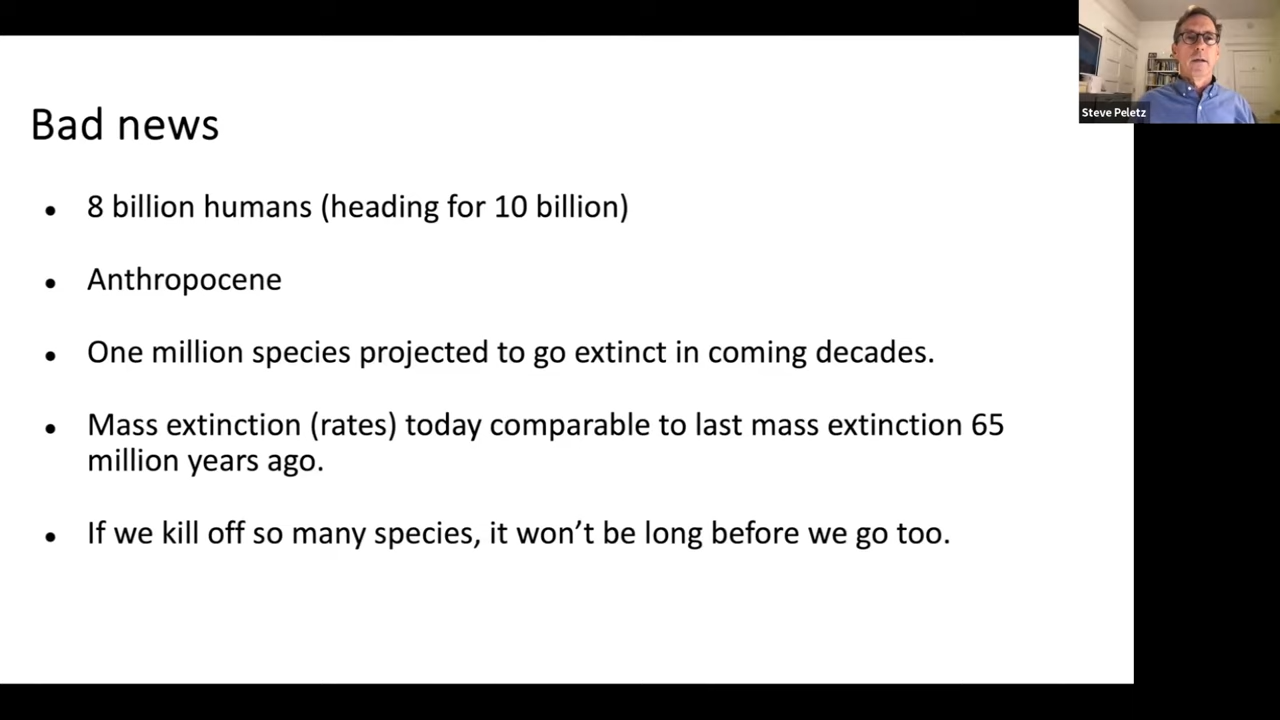 Steve Peletz
Bad news
• 8 billion humans (heading for 10 billion)
• Anthropocene
• One million species projected to go extinct in coming decades.
• Mass extinction (rates) today comparable to last mass extinction 65
million years ago.
• If we kill off so many species, it won’t be long before we go too.